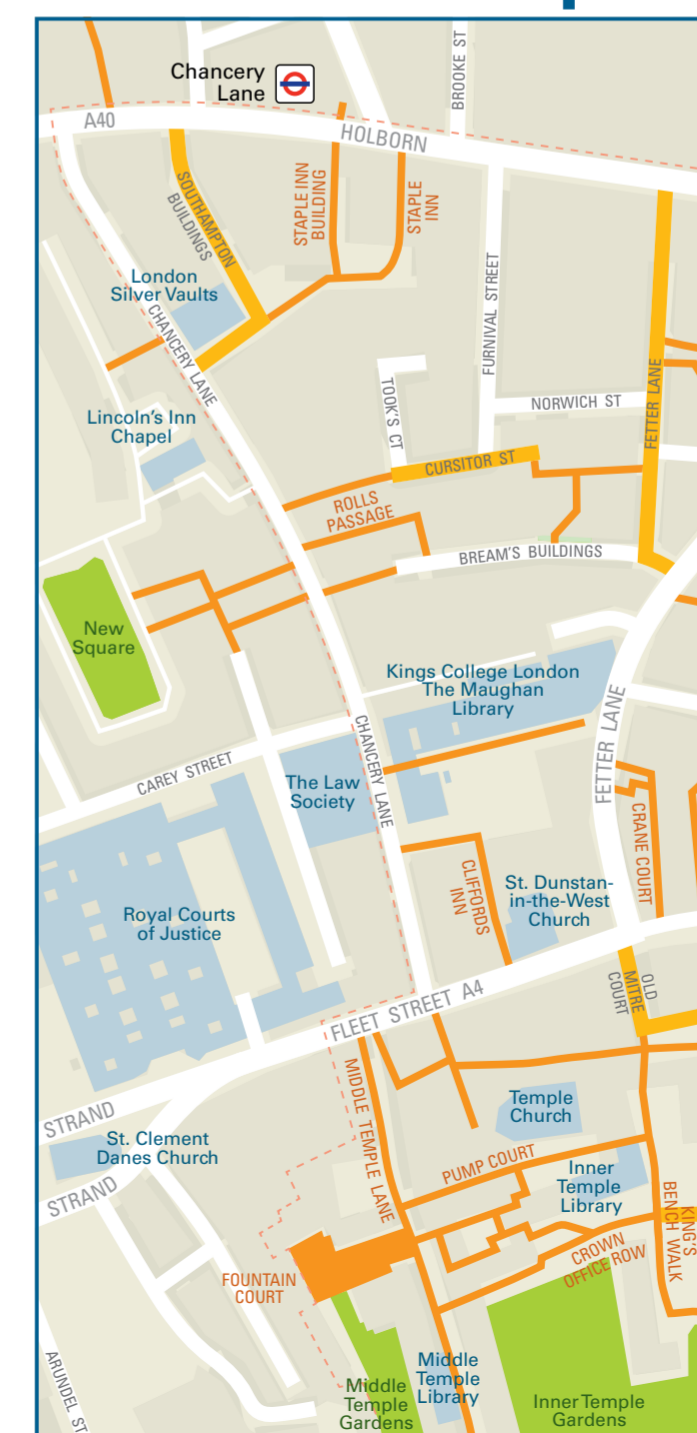 Chancery
Lane
BROOKE ST
A40
HOLBORN
SOUTHAMPTON
BUILDINGS
STAPLE INN
BUILDING
STAPLE
INN
London
Silver Vaults
FURNIVAL STREET
CHANCERY LANE
TOOK'S CT
NORWICH ST
FETTER LANE
Lincoln's Inn
Chapel
CURSITOR ST
ROLLS
PASSAGE
BREAM'S BUILDINGS
New
Square
Kings College London
The Maughan
Library
FETTER LANE
CHANCERY LANE
CAREY STREET
The Law
Society
CRANE COURT
CLIFFORDS
INN
St. Dunstan-
in-the-West
Church
Royal Courts
of Justice
OLD
MITRE
COURT
FLEET STREET A4
MIDDLE TEMPLE LANE
STRAND
Temple
Church
St. Clement
Danes Church
STRAND
PUMP COURT
Inner
Temple
Library
KING'S
BENCH WALK
CROWN
OFFICE ROW
FOUNTAIN
COURT
ARUNDEL ST
Middle
Temple
Library
Middle
Temple
Gardens
Inner Temple
Gardens